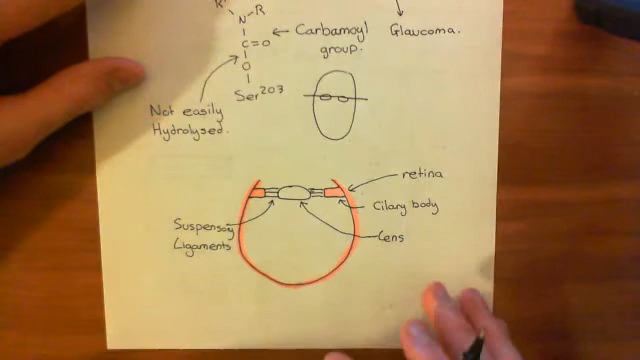 R' N R
C=O
O
Ser203
Carbamoyl
group.
Glaucoma.
Not easily
Hydrolysed.
retina
Cilary body
Suspensory
Ligaments
Lens